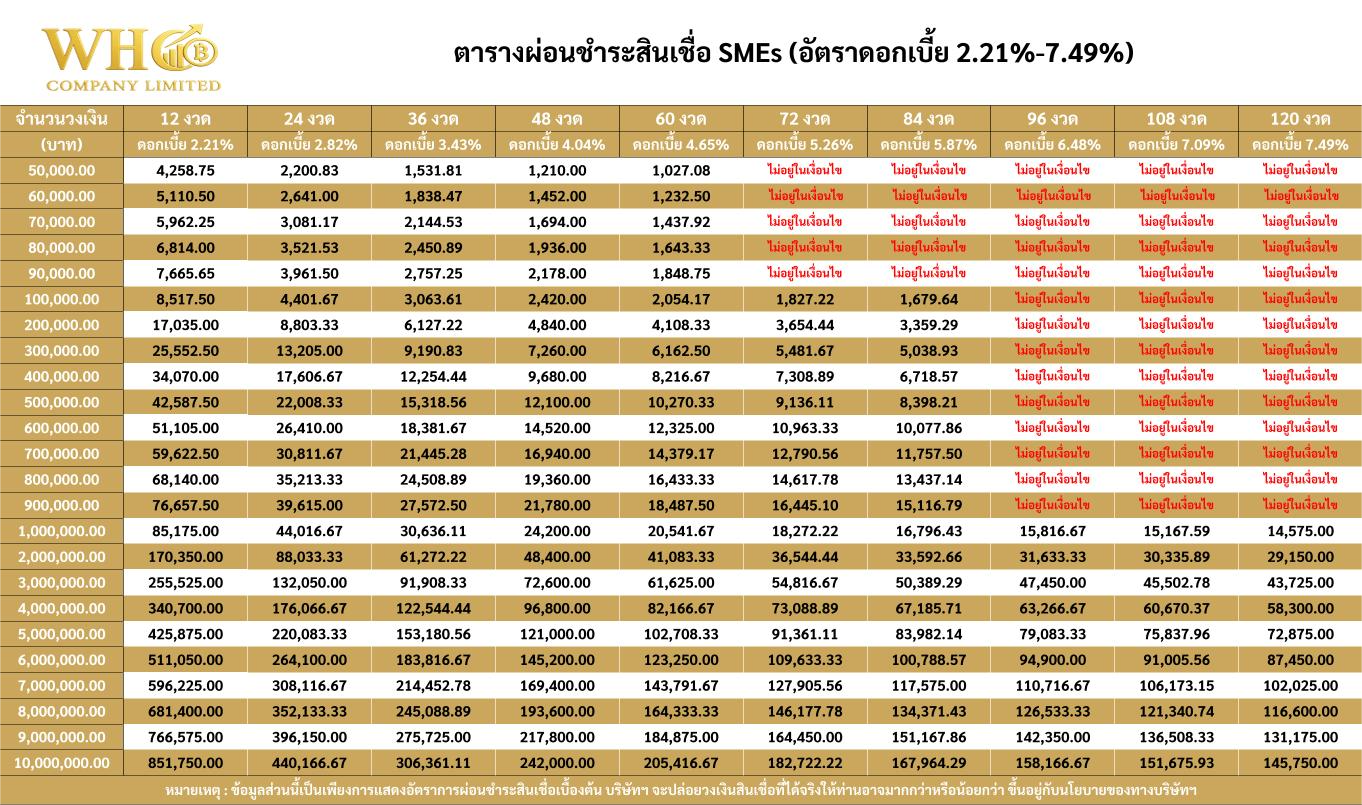 WHO
COMPANY LIMITED
ตารางผ่อนชำระสินเชื่อ SMEs (อัตราดอกเบี้ย 2.21%-7.49%)
จำนวนวงเงิน 12 งวด 24 งวด 36 งวด 48 งวด 60 งวด 72 งวด 84 งวด 96 งวด 108 งวด 120 งวด
(บาท) ดอกเบี้ย 2.21% ดอกเบี้ย 2.82% ดอกเบี้ย 3.43% ดอกเบี้ย 4.04% ดอกเบี้ย 4.65% ดอกเบี้ย 5.26% ดอกเบี้ย 5.87% ดอกเบี้ย 6.48% ดอกเบี้ย 7.09% ดอกเบี้ย 7.49%
50,000.00 4,258.75 2,200.83 1,531.81 1,210.00 1,027.08 ไม่อยู่ในเงื่อนไข ไม่อยู่ในเงื่อนไข ไม่อยู่ในเงื่อนไข ไม่อยู่ในเงื่อนไข ไม่อยู่ในเงื่อนไข
60,000.00 5,110.50 2,641.00 1,838.47 1,452.00 1,232.50 ไม่อยู่ในเงื่อนไข ไม่อยู่ในเงื่อนไข ไม่อยู่ในเงื่อนไข ไม่อยู่ในเงื่อนไข ไม่อยู่ในเงื่อนไข
70,000.00 5,962.25 3,081.17 2,144.53 1,694.00 1,437.92 ไม่อยู่ในเงื่อนไข ไม่อยู่ในเงื่อนไข ไม่อยู่ในเงื่อนไข ไม่อยู่ในเงื่อนไข ไม่อยู่ในเงื่อนไข
80,000.00 6,814.00 3,521.53 2,450.89 1,936.00 1,643.33 ไม่อยู่ในเงื่อนไข ไม่อยู่ในเงื่อนไข ไม่อยู่ในเงื่อนไข ไม่อยู่ในเงื่อนไข ไม่อยู่ในเงื่อนไข
90,000.00 7,665.65 3,961.50 2,757.25 2,178.00 1,848.75 ไม่อยู่ในเงื่อนไข ไม่อยู่ในเงื่อนไข ไม่อยู่ในเงื่อนไข ไม่อยู่ในเงื่อนไข ไม่อยู่ในเงื่อนไข
100,000.00 8,517.50 4,401.67 3,063.61 2,420.00 2,054.17 1,827.22 1,679.64 ไม่อยู่ในเงื่อนไข ไม่อยู่ในเงื่อนไข ไม่อยู่ในเงื่อนไข
200,000.00 17,035.00 8,803.33 6,127.22 4,840.00 4,108.33 3,654.44 3,359.29 ไม่อยู่ในเงื่อนไข ไม่อยู่ในเงื่อนไข ไม่อยู่ในเงื่อนไข
300,000.00 25,552.50 13,205.00 9,190.83 7,260.00 6,162.50 5,481.67 5,038.93 ไม่อยู่ในเงื่อนไข ไม่อยู่ในเงื่อนไข ไม่อยู่ในเงื่อนไข
400,000.00 34,070.00 17,606.67 12,254.44 9,680.00 8,216.67 7,308.89 6,718.57 ไม่อยู่ในเงื่อนไข ไม่อยู่ในเงื่อนไข ไม่อยู่ในเงื่อนไข
500,000.00 42,587.50 22,008.33 15,318.56 12,100.00 10,270.33 9,136.11 8,398.21 ไม่อยู่ในเงื่อนไข ไม่อยู่ในเงื่อนไข ไม่อยู่ในเงื่อนไข
600,000.00 51,105.00 26,410.00 18,381.67 14,520.00 12,325.00 10,963.33 10,077.86 ไม่อยู่ในเงื่อนไข ไม่อยู่ในเงื่อนไข ไม่อยู่ในเงื่อนไข
700,000.00 59,622.50 30,811.67 21,445.28 16,940.00 14,379.17 12,790.56 11,757.50 ไม่อยู่ในเงื่อนไข ไม่อยู่ในเงื่อนไข ไม่อยู่ในเงื่อนไข
800,000.00 68,140.00 35,213.33 24,508.89 19,360.00 16,433.33 14,617.78 13,437.14 ไม่อยู่ในเงื่อนไข ไม่อยู่ในเงื่อนไข ไม่อยู่ในเงื่อนไข
900,000.00 76,657.50 39,615.00 27,572.50 21,780.00 18,487.50 16,445.10 15,116.79 ไม่อยู่ในเงื่อนไข ไม่อยู่ในเงื่อนไข ไม่อยู่ในเงื่อนไข
1,000,000.00 85,175.00 44,016.67 30,636.11 24,200.00 20,541.67 18,272.22 16,796.43 15,816.67 15,167.59 14,575.00
2,000,000.00 170,350.00 88,033.33 61,272.22 48,400.00 41,083.33 36,544.44 33,592.66 31,633.33 30,335.89 29,150.00
3,000,000.00 255,525.00 132,050.00 91,908.33 72,600.00 61,625.00 54,816.67 50,389.29 47,450.00 45,502.78 43,725.00
4,000,000.00 340,700.00 176,066.67 122,544.44 96,800.00 82,166.67 73,088.89 67,185.71 63,266.67 60,670.37 58,300.00
5,000,000.00 425,875.00 220,083.33 153,180.56 121,000.00 102,708.33 91,361.11 83,982.14 79,083.33 75,837.96 72,875.00
6,000,000.00 511,050.00 264,100.00 183,816.67 145,200.00 123,250.00 109,633.33 100,788.57 94,900.00 91,005.56 87,450.00
7,000,000.00 596,225.00 308,116.67 214,452.78 169,400.00 143,791.67 127,905.56 117,575.00 110,716.67 106,173.15 102,025.00
8,000,000.00 681,400.00 352,133.33 245,088.89 193,600.00 164,333.33 146,177.78 134,371.43 126,533.33 121,340.74 116,600.00
9,000,000.00 766,575.00 396,150.00 275,725.00 217,800.00 184,875.00 164,450.00 151,167.86 142,350.00 136,508.33 131,175.00
10,000,000.00 851,750.00 440,166.67 306,361.11 242,000.00 205,416.67 182,722.22 167,964.29 158,166.67 151,675.93 145,750.00
หมายเหตุ : ข้อมูลส่วนนี้เป็นเพียงการแสดงอัตราการผ่อนชำระสินเชื่อเบื้องต้น บริษัทฯ จะปล่อยวงเงินสินเชื่อที่ได้จริงให้ท่านอาจมากกว่าหรือน้อยกว่า ขึ้นอยู่กับนโยบายของทางบริษัทฯ